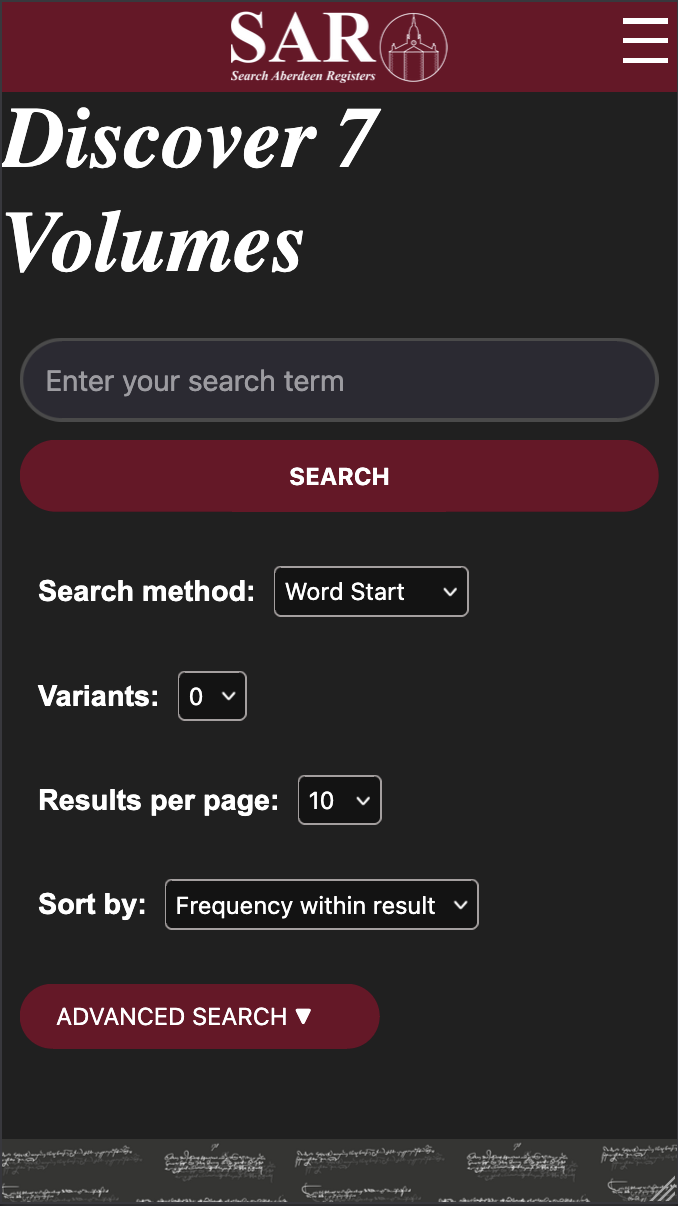 SAR
Search Aberdeen Registers
Discover 7
Volumes
Enter your search term
SEARCH
Search method: Word Start
Variants: 0
Results per page: 10
Sort by: Frequency within result
ADVANCED SEARCH ▼